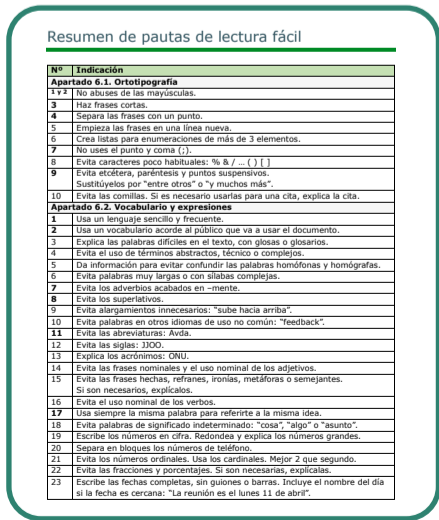 Resumen de pautas de lectura fácil
Nº Indicación
Apartado 6.1. Ortotipografía
1 y 2 No abuses de las mayúsculas.
3 Haz frases cortas.
4 Separa las frases con un punto.
5 Empieza las frases en una línea nueva.
6 Crea listas para enumeraciones de más de 3 elementos.
7 No uses el punto y coma (;).
8 Evita caracteres poco habituales: % & / … ( ) [ ]
9 Evita etcétera, paréntesis y puntos suspensivos.
Sustitúyelos por "entre otros" o "y muchos más".
10 Evita las comillas. Si es necesario usarlas para una cita, explica la cita.
Apartado 6.2. Vocabulario y expresiones
1 Usa un lenguaje sencillo y frecuente.
2 Usa un vocabulario acorde al público que va a usar el documento.
3 Explica las palabras difíciles en el texto, con glosas o glosarios.
4 Evita el uso de términos abstractos, técnico o complejos.
5 Da información para evitar confundir las palabras homófonas y homógrafas.
6 Evita palabras muy largas o con sílabas complejas.
7 Evita los adverbios acabados en –mente.
8 Evita los superlativos.
9 Evita alargamientos innecesarios: "sube hacia arriba".
10 Evita palabras en otros idiomas de uso no común: "feedback".
11 Evita las abreviaturas: Avda.
12 Evita las siglas: JJOO.
13 Explica los acrónimos: ONU.
14 Evita las frases nominales y el uso nominal de los adjetivos.
15 Evita las frases hechas, refranes, ironías, metáforas o semejantes.
Si son necesarios, explícalos.
16 Evita el uso nominal de los verbos.
17 Usa siempre la misma palabra para referirte a la misma idea.
18 Evita palabras de significado indeterminado: "cosa", "algo" o "asunto".
19 Escribe los números en cifra. Redondea y explica los números grandes.
20 Separa en bloques los números de teléfono.
21 Evita los números ordinales. Usa los cardinales. Mejor 2 que segundo.
22 Evita las fracciones y porcentajes. Si son necesarias, explícalas.
23 Escribe las fechas completas, sin guiones o barras. Incluye el nombre del día
si la fecha es cercana: "La reunión es el lunes 11 de abril".